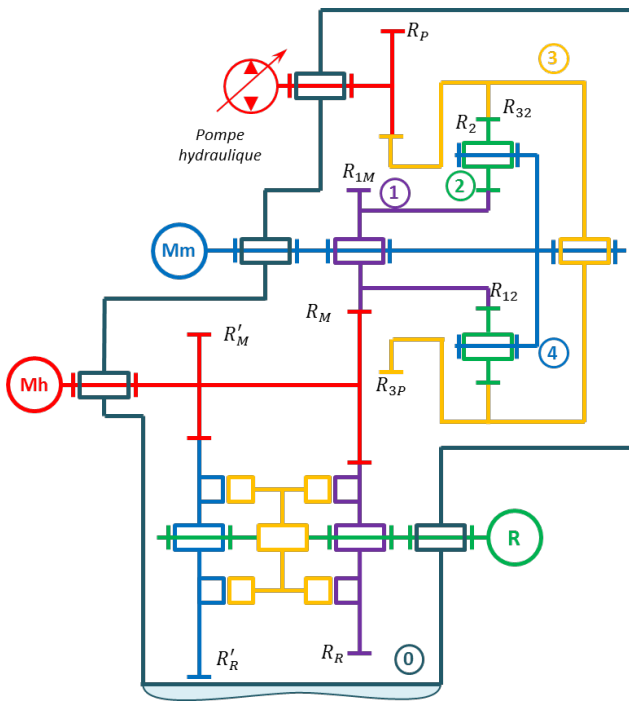 R_P
3
R_32
R_2
Pompe
hydraulique
R_1M
1
2
Mm
R_12
R_M
R'_M
4
Mh
R_3P
R
R_R
0
R'_R